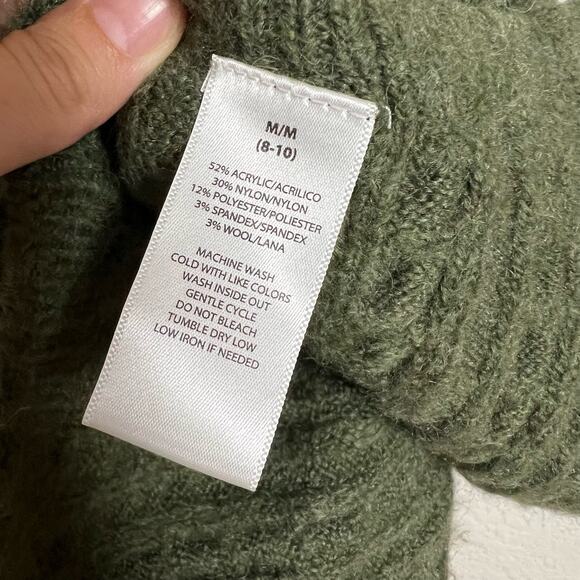 M/M
(8-10)
52% ACRYLIC/ACRILICO
30% NYLON/NYLON
12% POLYESTER/POLIESTER
3% SPANDEX/SPANDEX
3% WOOL/LANA
MACHINE WASH
COLD WITH LIKE COLORS
WASH INSIDE OUT
GENTLE CYCLE
DO NOT BLEACH
TUMBLE DRY LOW
LOW IRON IF NEEDED